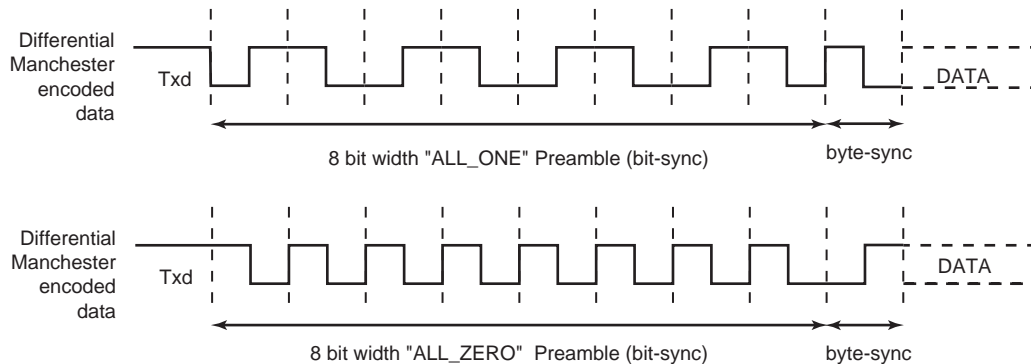 Differential
Manchester
encoded
data
Txd
DATA
8 bit width "ALL_ONE" Preamble (bit-sync)
byte-sync
Differential
Manchester
encoded
data
Txd
DATA
8 bit width "ALL_ZERO" Preamble (bit-sync)
byte-sync